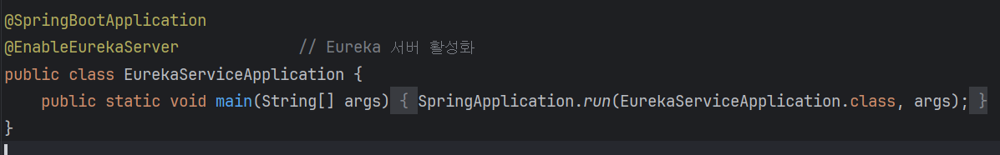 @SpringBootApplication
@EnableEurekaServer // Eureka 서버 활성화
public class EurekaServiceApplication {
public static void main(String[] args) { SpringApplication.run(EurekaServiceApplication.class, args); }
}